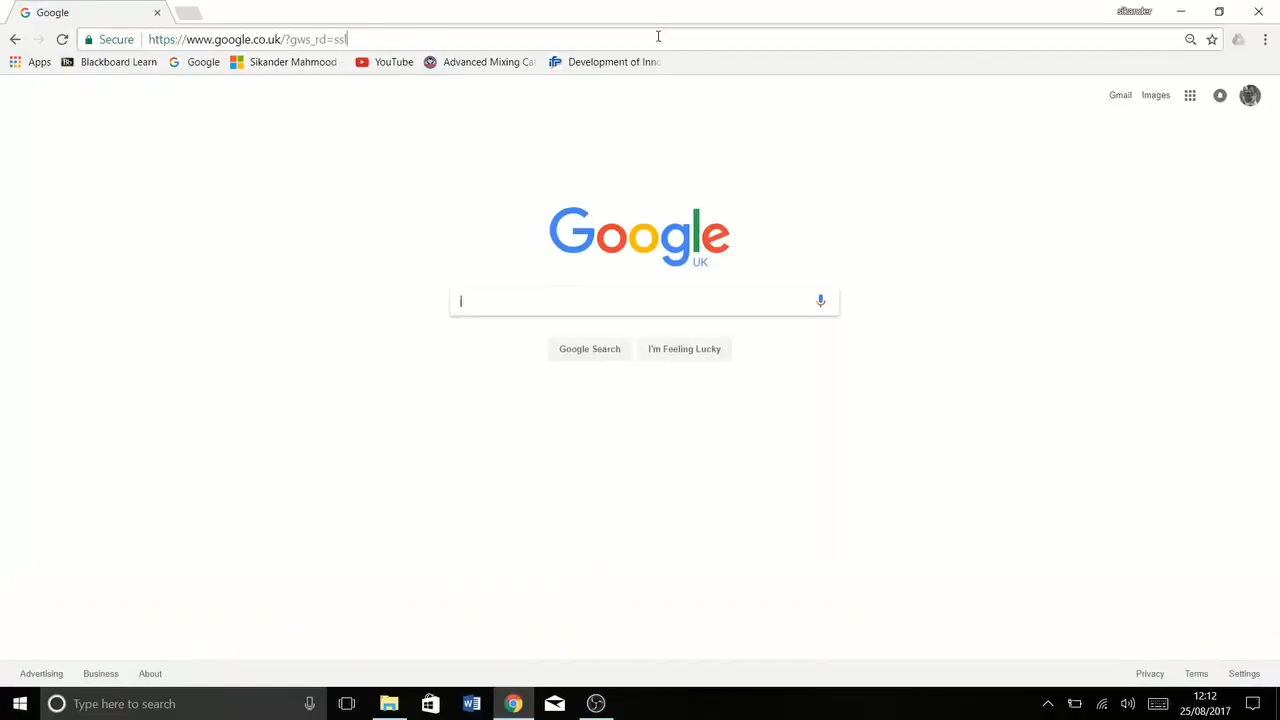 Google
sikander
Secure
https://www.google.co.uk/?gws_rd=ssl
Apps
Blackboard Learn
Google
Sikander Mahmood
YouTube
Advanced Mixing Ca
Development of Inno
Gmail
Images
Google
UK
Google Search
I'm Feeling Lucky
Advertising
Business
About
Privacy
Terms
Settings
Type here to search
12:12
25/08/2017